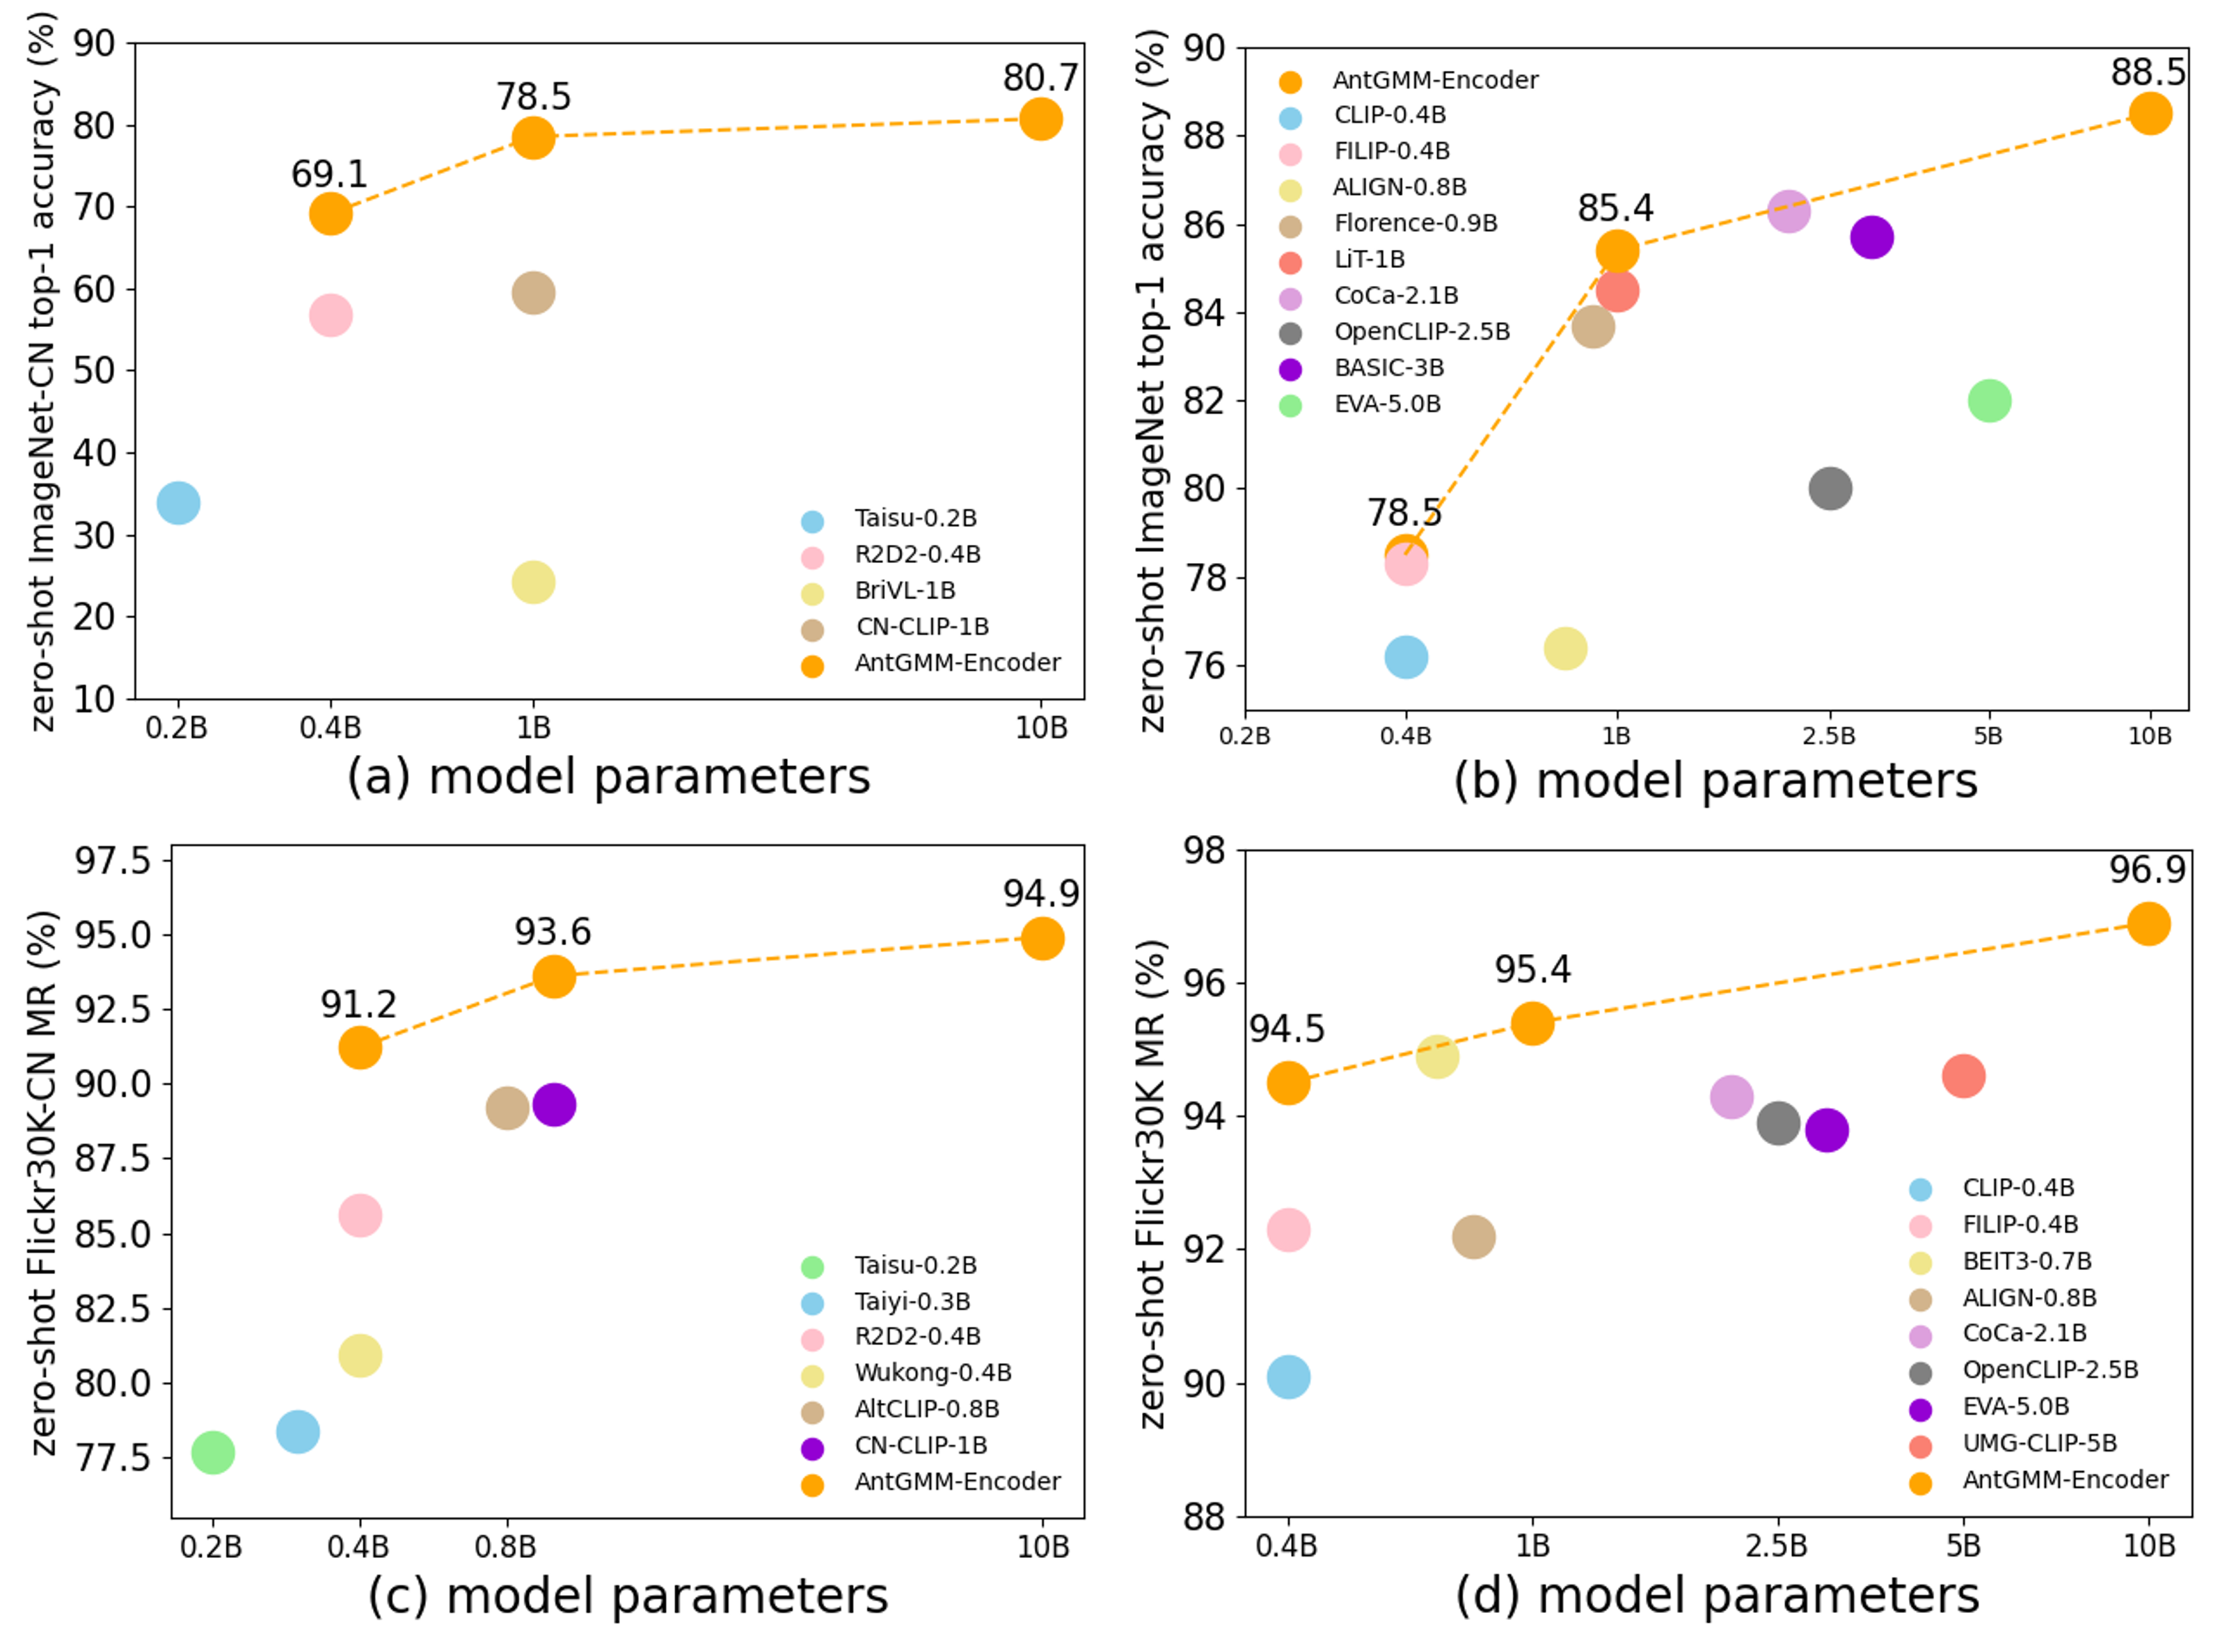 zero-shot ImageNet-CN top-1 accuracy (%)
90
80
70
60
50
40
30
20
10
69.1
78.5
80.7
Taisu-0.2B
R2D2-0.4B
BriVL-1B
CN-CLIP-1B
AntGMM-Encoder
0.2B
0.4B
1B
10B
(a) model parameters
zero-shot ImageNet top-1 accuracy (%)
90
88
86
84
82
80
78
76
AntGMM-Encoder
CLIP-0.4B
FILIP-0.4B
ALIGN-0.8B
Florence-0.9B
LiT-1B
CoCa-2.1B
OpenCLIP-2.5B
BASIC-3B
EVA-5.0B
78.5
85.4
88.5
0.2B
0.4B
1B
2.5B
5B
10B
(b) model parameters
zero-shot Flickr30K-CN MR (%)
97.5
95.0
92.5
90.0
87.5
85.0
82.5
80.0
77.5
91.2
93.6
94.9
Taisu-0.2B
Taiyi-0.3B
R2D2-0.4B
Wukong-0.4B
AltCLIP-0.8B
CN-CLIP-1B
AntGMM-Encoder
0.2B
0.4B
0.8B
10B
(c) model parameters
zero-shot Flickr30K MR (%)
98
96
94
92
90
88
94.5
95.4
96.9
CLIP-0.4B
FILIP-0.4B
BEIT3-0.7B
ALIGN-0.8B
CoCa-2.1B
OpenCLIP-2.5B
EVA-5.0B
UMG-CLIP-5B
AntGMM-Encoder
0.4B
1B
2.5B
5B
10B
(d) model parameters